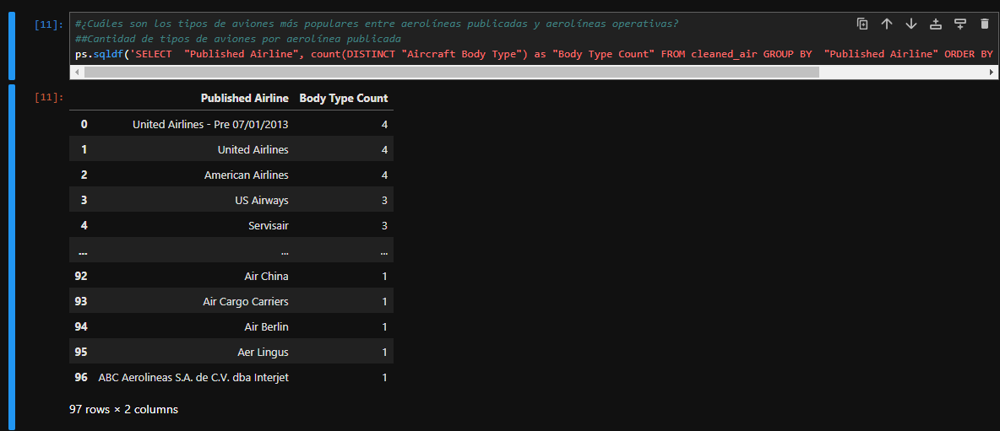 [11]: #¿Cuáles son los tipos de aviones más populares entre aerolíneas publicadas y aerolíneas operativas?
##Cantidad de tipos de aviones por aerolínea publicada
ps.sqldf('SELECT  "Published Airline", count(DISTINCT "Aircraft Body Type") as "Body Type Count" FROM cleaned_air GROUP BY  "Published Airline" ORDER BY
[11]: Published Airline Body Type Count
0 United Airlines - Pre 07/01/2013 4
1 United Airlines 4
2 American Airlines 4
3 US Airways 3
4 Servisair 3
... ... ...
92 Air China 1
93 Air Cargo Carriers 1
94 Air Berlin 1
95 Aer Lingus 1
96 ABC Aerolineas S.A. de C.V. dba Interjet 1
97 rows × 2 columns